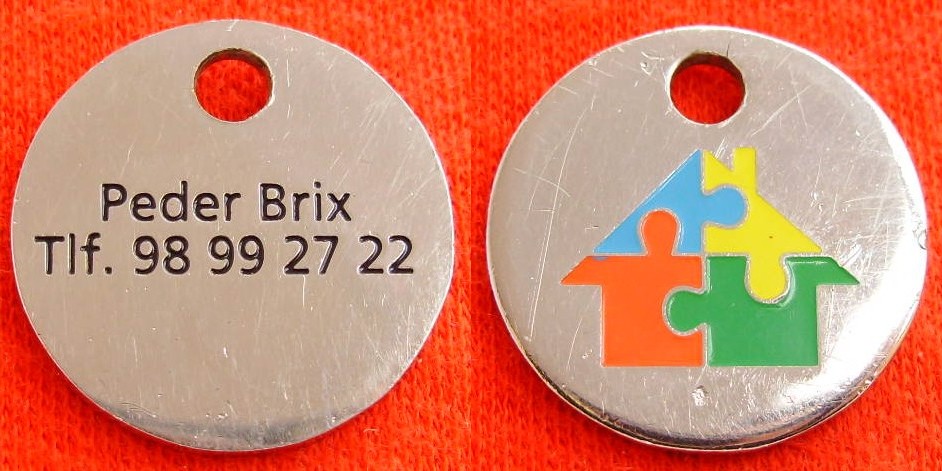 Peder Brix
Tlf. 98 99 27 22